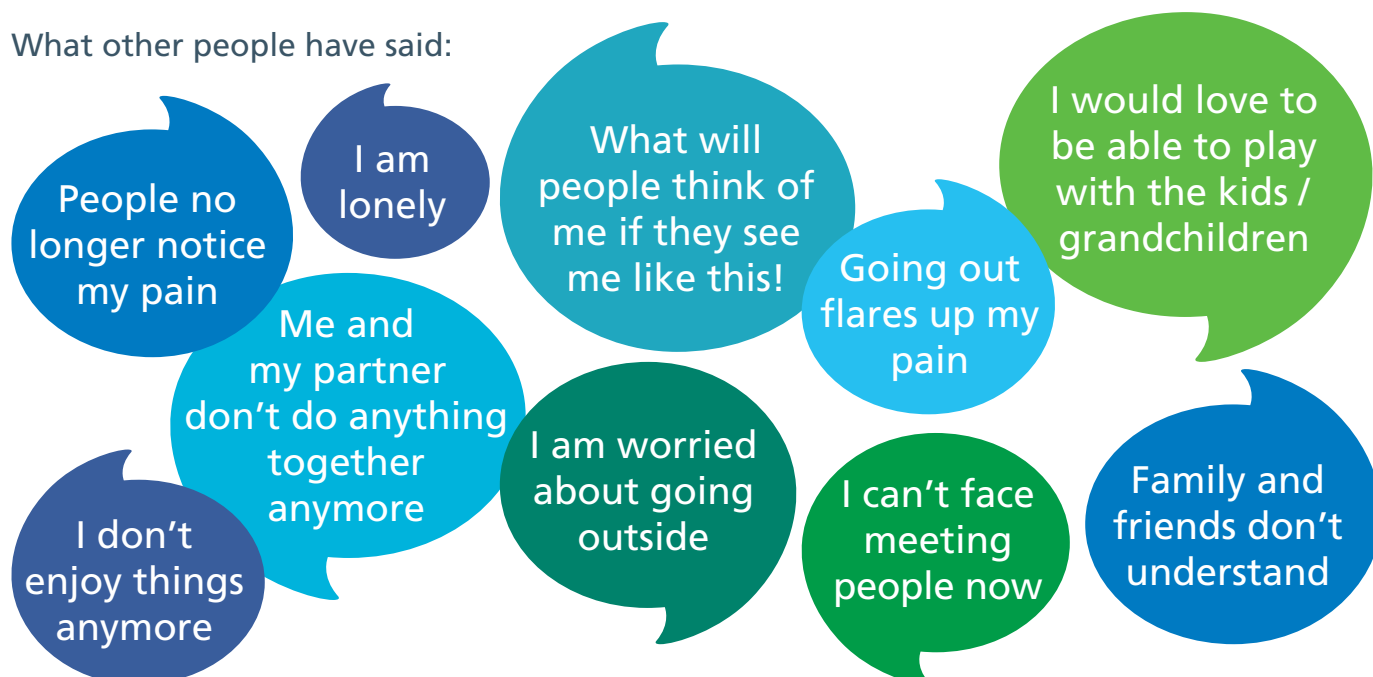 What other people have said:
People no
longer notice
my pain
I am
lonely
What will
people think of
me if they see
me like this!
Going out
flares up my
pain
I would love to
be able to play
with the kids /
grandchildren
Me and
my partner
don’t do anything
together
anymore
I don’t
enjoy things
anymore
I am worried
about going
outside
I can’t face
meeting
people now
Family and
friends don’t
understand